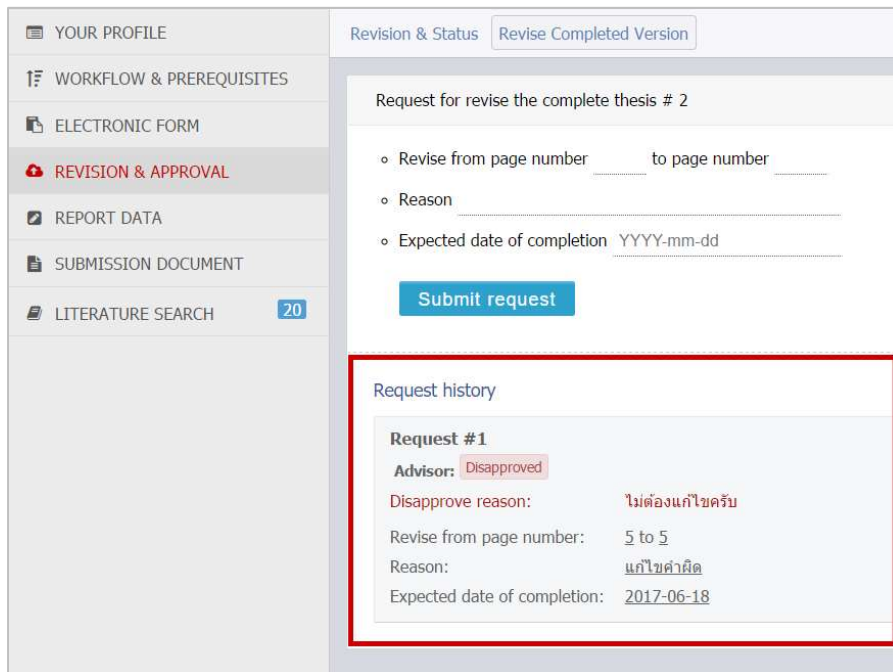 YOUR PROFILE
WORKFLOW & PREREQUISITES
ELECTRONIC FORM
REVISION & APPROVAL
REPORT DATA
SUBMISSION DOCUMENT
LITERATURE SEARCH 20
Revision & Status Revise Completed Version
Request for revise the complete thesis # 2
Revise from page number to page number
Reason
Expected date of completion YYYY-mm-dd
Submit request
Request history
Request #1
Advisor: Disapproved
Disapprove reason: ไม่ต้องแก้ไขครับ
Revise from page number: 5 to 5
Reason: แก้ไขคำผิด
Expected date of completion: 2017-06-18